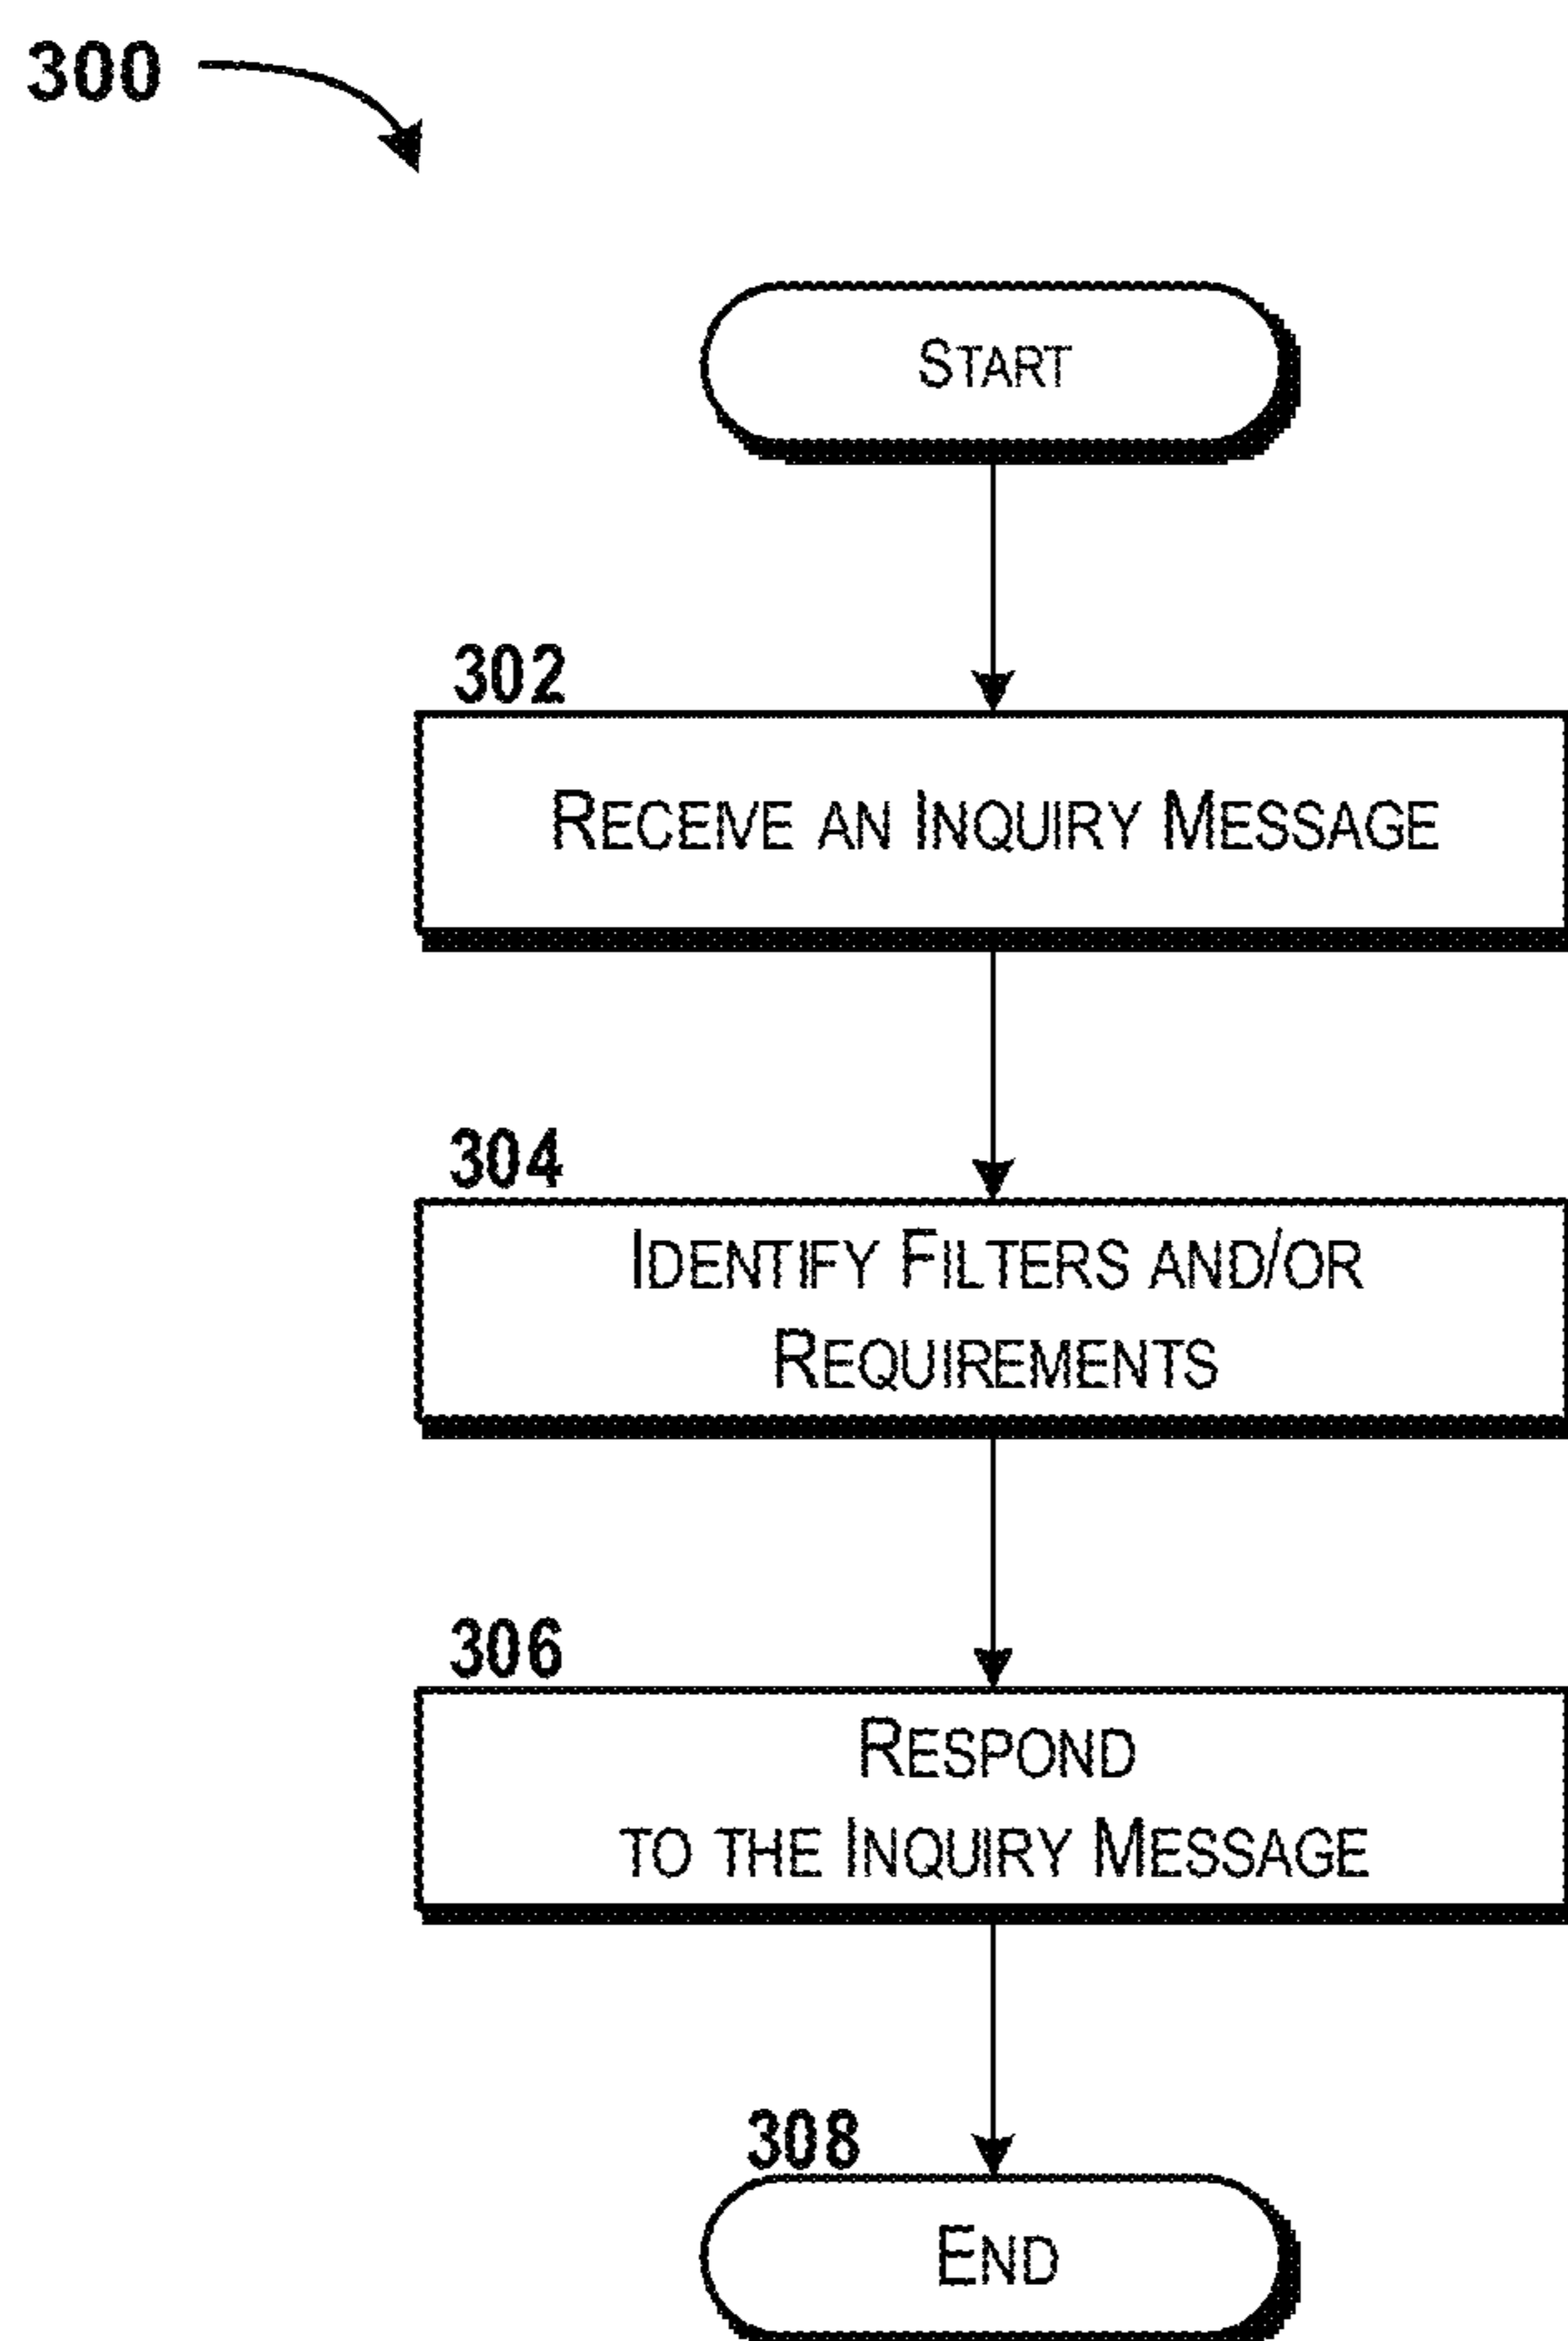 300
START
302
RECEIVE AN INQUIRY MESSAGE
304
IDENTIFY FILTERS AND/OR
REQUIREMENTS
306
RESPOND
TO THE INQUIRY MESSAGE
308
END